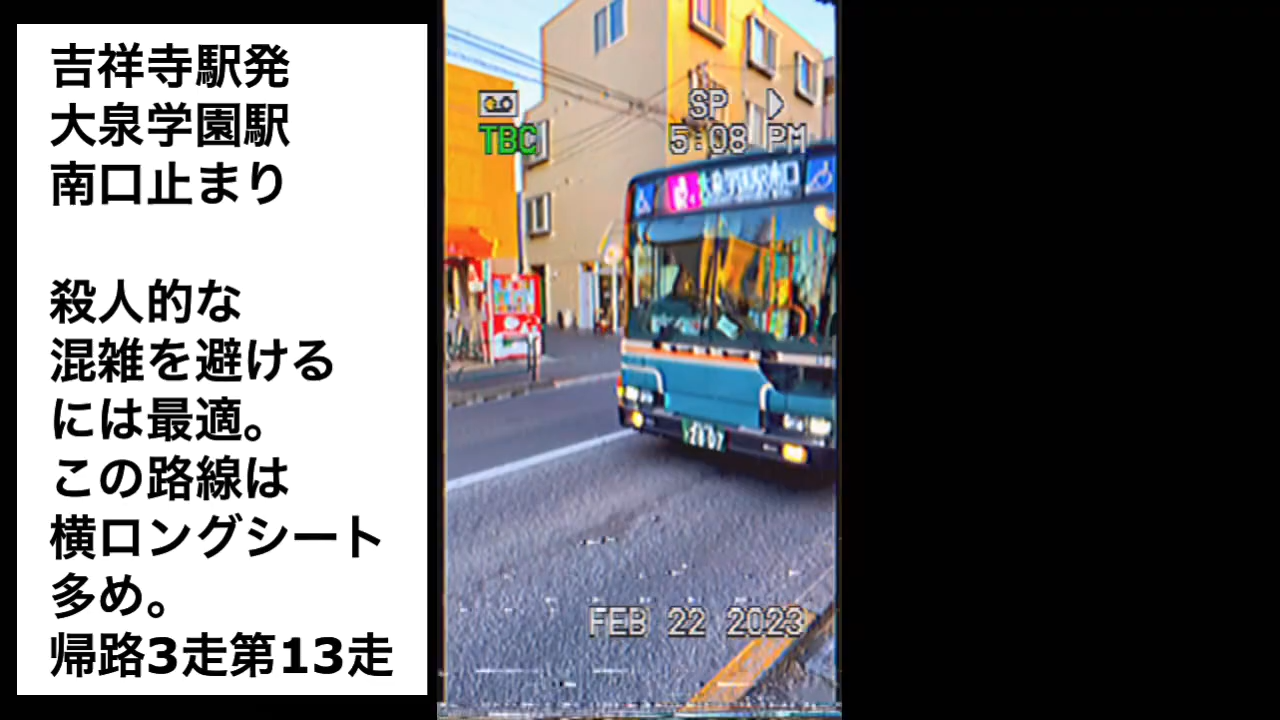 吉祥寺駅発
大泉学園駅
南口止まり
殺人的な
混雑を避ける
には最適。
この路線は
横ロングシート
多め。
帰路3走第13走
SP
TBC
5:08 PM
2807
FEB 22 2023